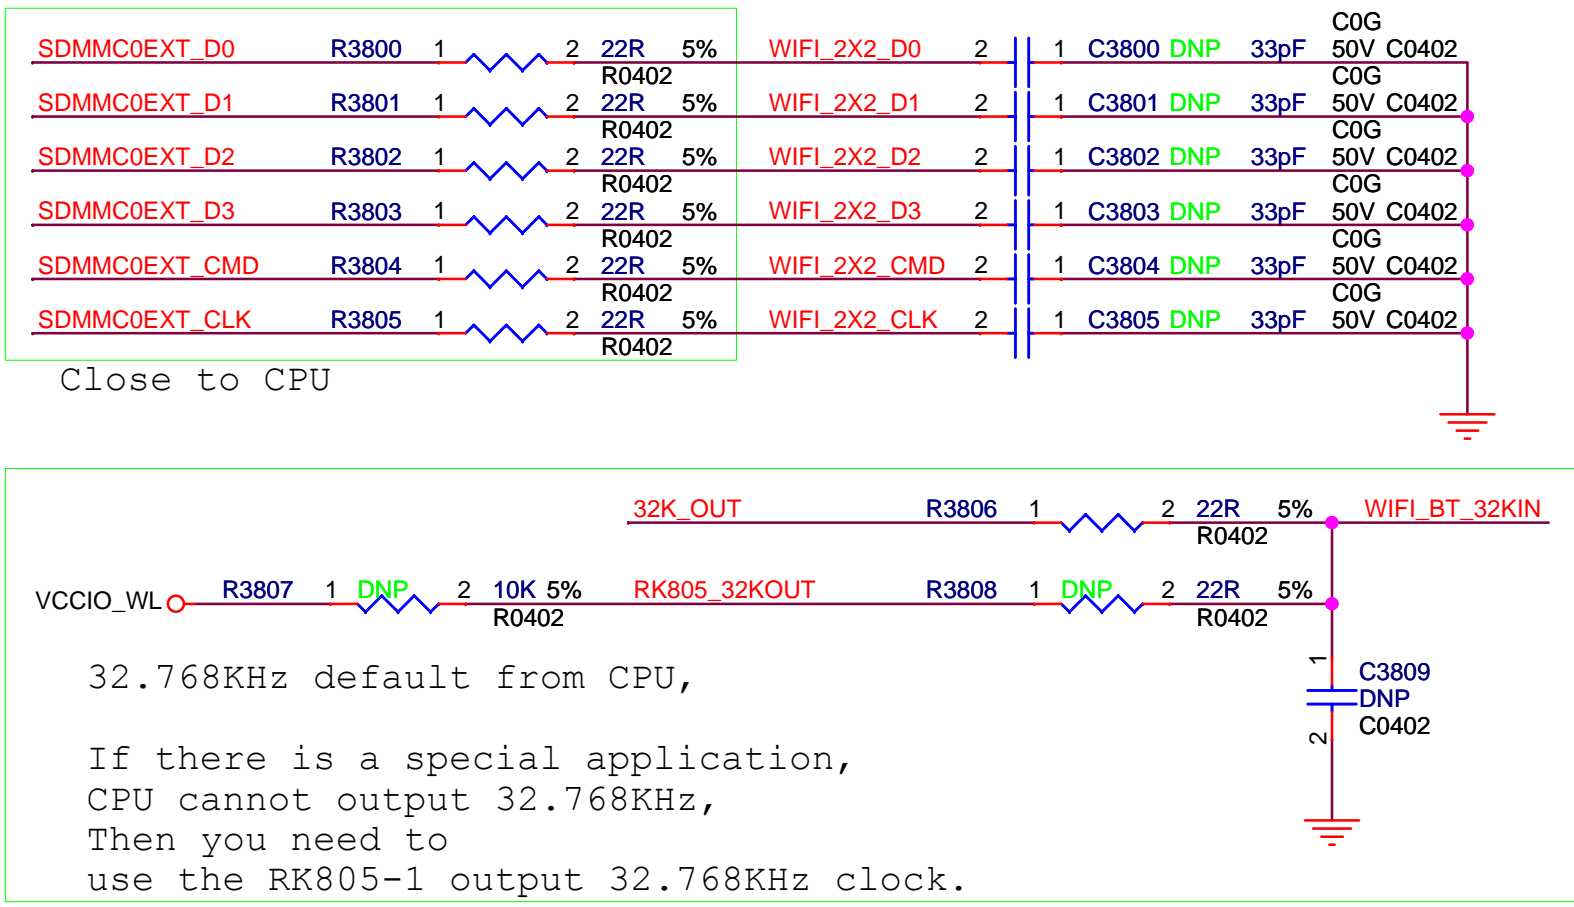 C0G
SDMMC0EXT_D0 R3800 1 2 22R 5% WIFI_2X2_D0 2 1 C3800 DNP 33pF 50V C0402
R0402 C0G
SDMMC0EXT_D1 R3801 1 2 22R 5% WIFI_2X2_D1 2 1 C3801 DNP 33pF 50V C0402
R0402 C0G
SDMMC0EXT_D2 R3802 1 2 22R 5% WIFI_2X2_D2 2 1 C3802 DNP 33pF 50V C0402
R0402 C0G
SDMMC0EXT_D3 R3803 1 2 22R 5% WIFI_2X2_D3 2 1 C3803 DNP 33pF 50V C0402
R0402 C0G
SDMMC0EXT_CMD R3804 1 2 22R 5% WIFI_2X2_CMD 2 1 C3804 DNP 33pF 50V C0402
R0402 C0G
SDMMC0EXT_CLK R3805 1 2 22R 5% WIFI_2X2_CLK 2 1 C3805 DNP 33pF 50V C0402
R0402
Close to CPU
32K_OUT R3806 1 2 22R 5% WIFI_BT_32KIN
R0402
VCCIO_WL R3807 1 DNP 2 10K 5% RK805_32KOUT R3808 1 DNP 2 22R 5%
R0402 R0402
1 C3809
DNP
2 C0402
32.768KHz default from CPU,
If there is a special application,
CPU cannot output 32.768KHz,
Then you need to
use the RK805-1 output 32.768KHz clock.